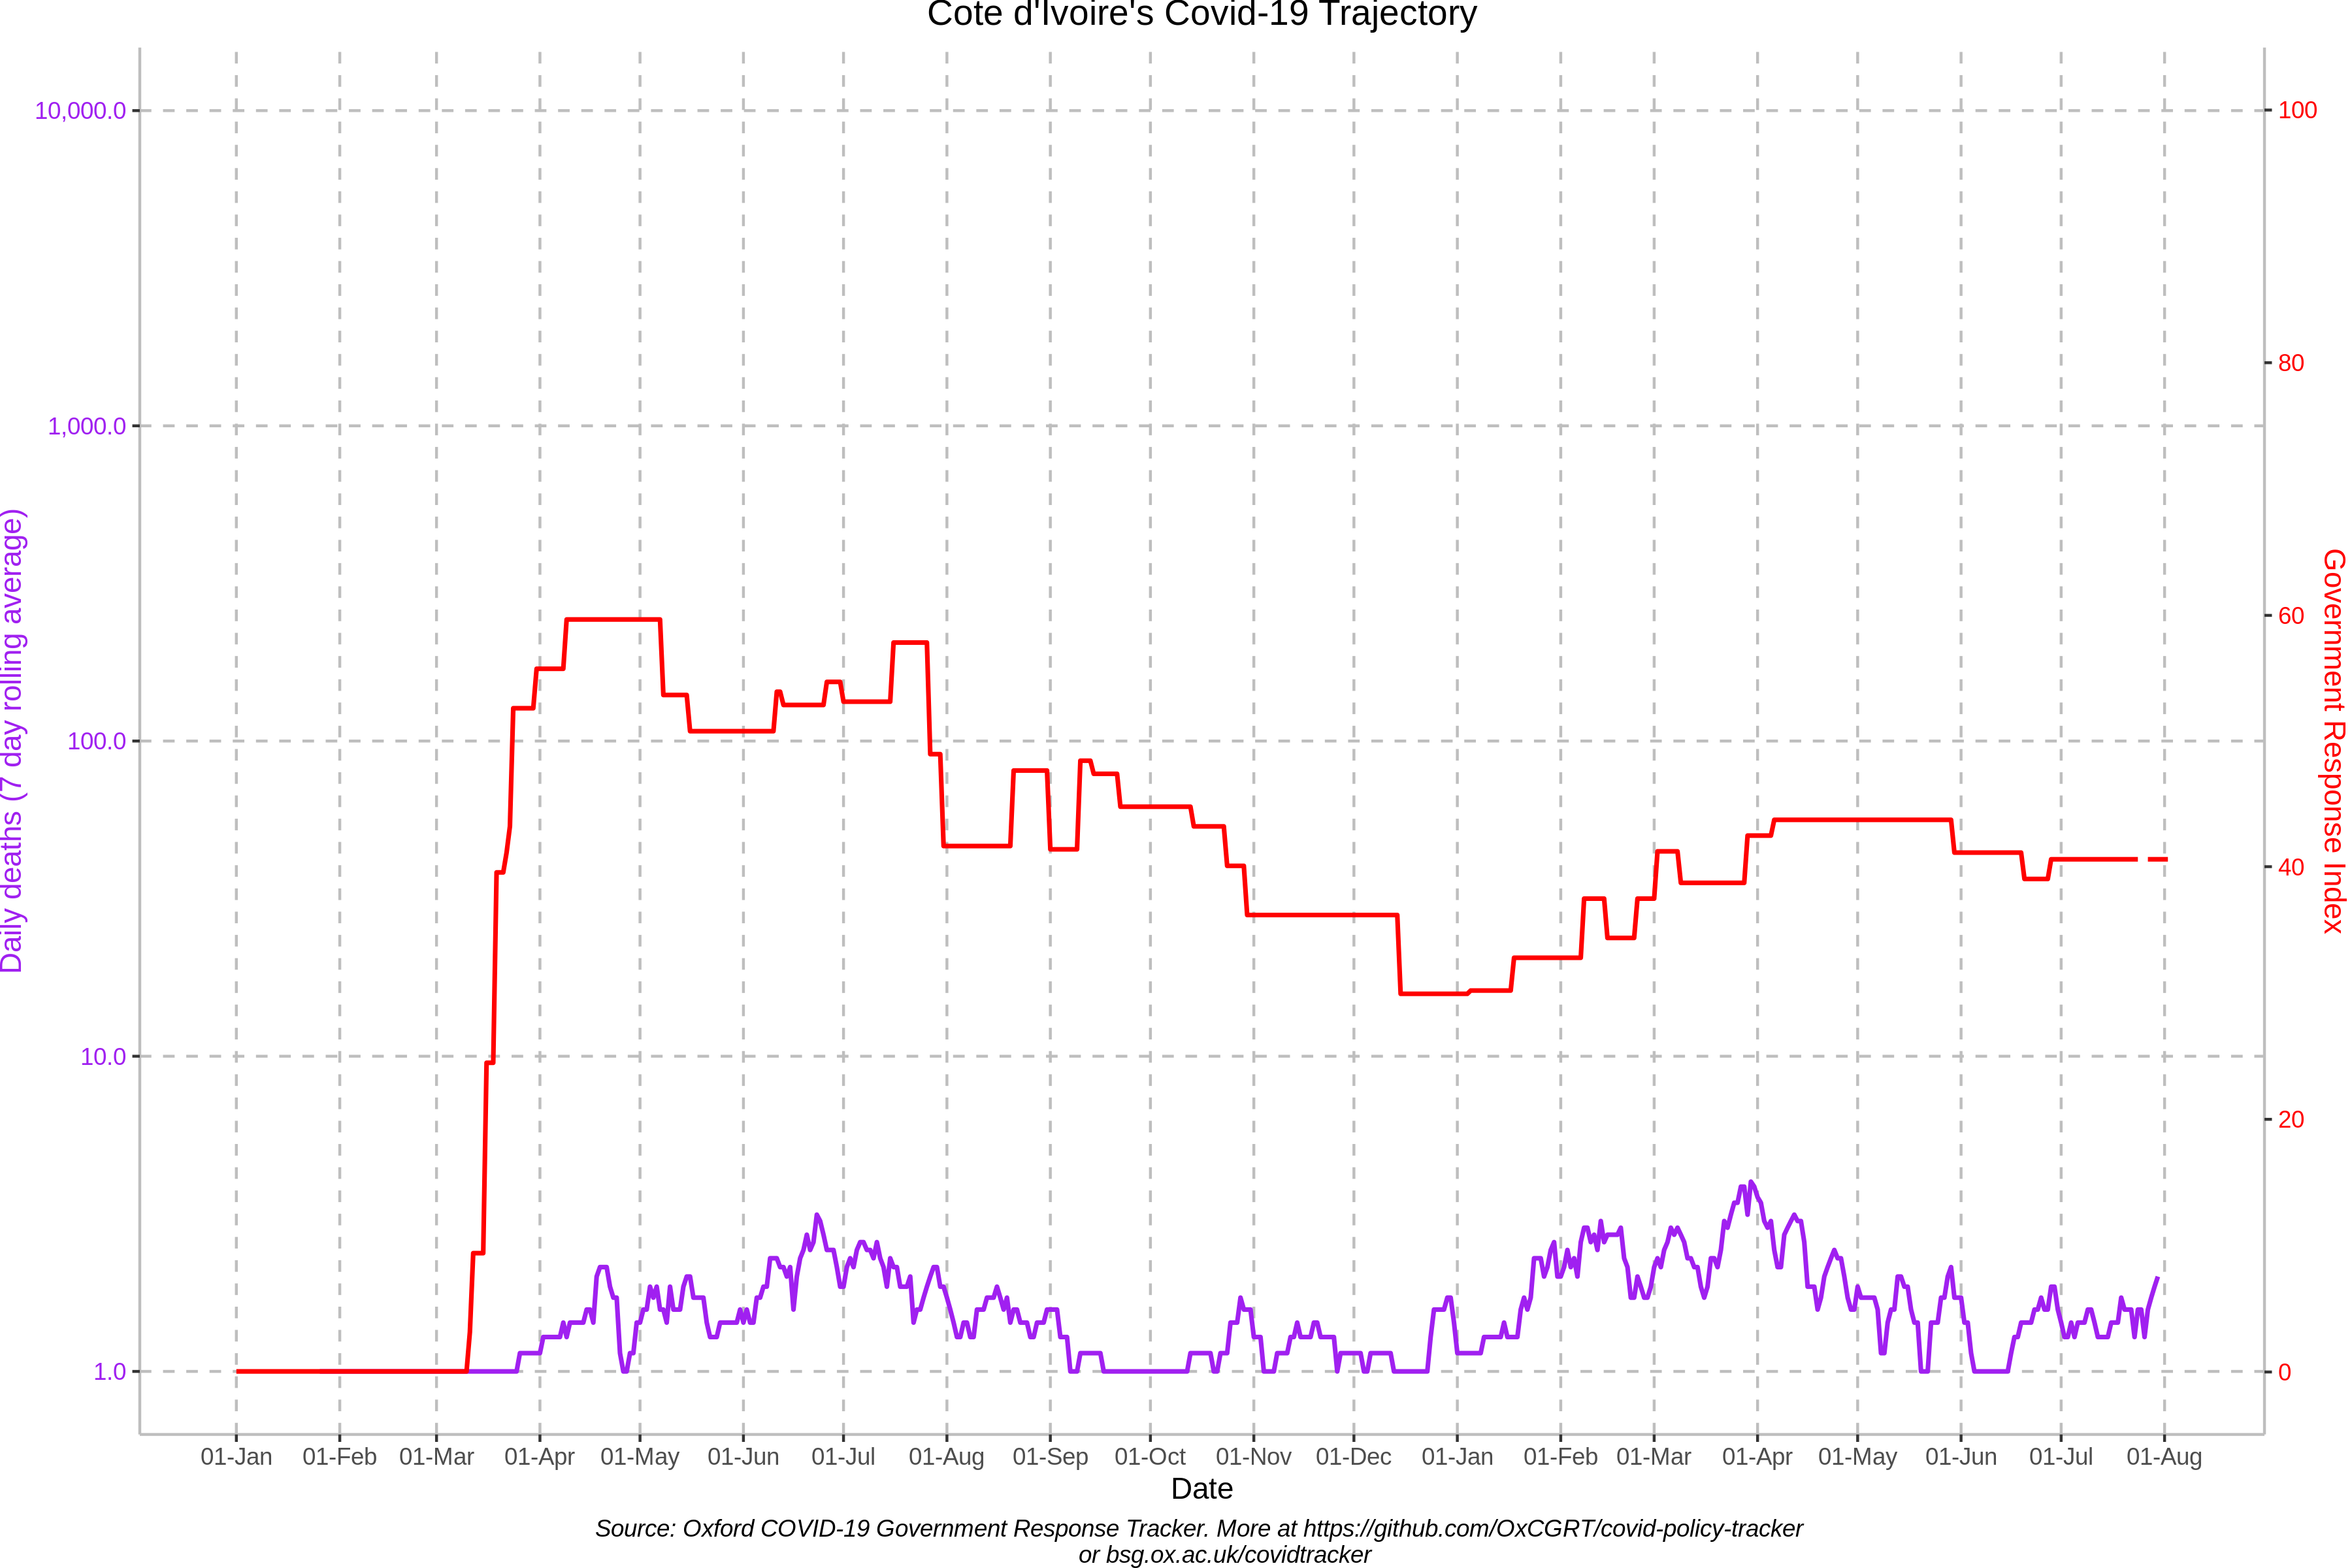 Cote d'Ivoire's Covid-19 Trajectory
10,000.0
1,000.0
100.0
10.0
1.0
Daily deaths (7 day rolling average)
100
80
60
40
20
0
Government Response Index
01-Jan 01-Feb 01-Mar 01-Apr 01-May 01-Jun 01-Jul 01-Aug 01-Sep 01-Oct 01-Nov 01-Dec 01-Jan 01-Feb 01-Mar 01-Apr 01-May 01-Jun 01-Jul 01-Aug
Date
Source: Oxford COVID-19 Government Response Tracker. More at https://github.com/OxCGRT/covid-policy-tracker
or bsg.ox.ac.uk/covidtracker